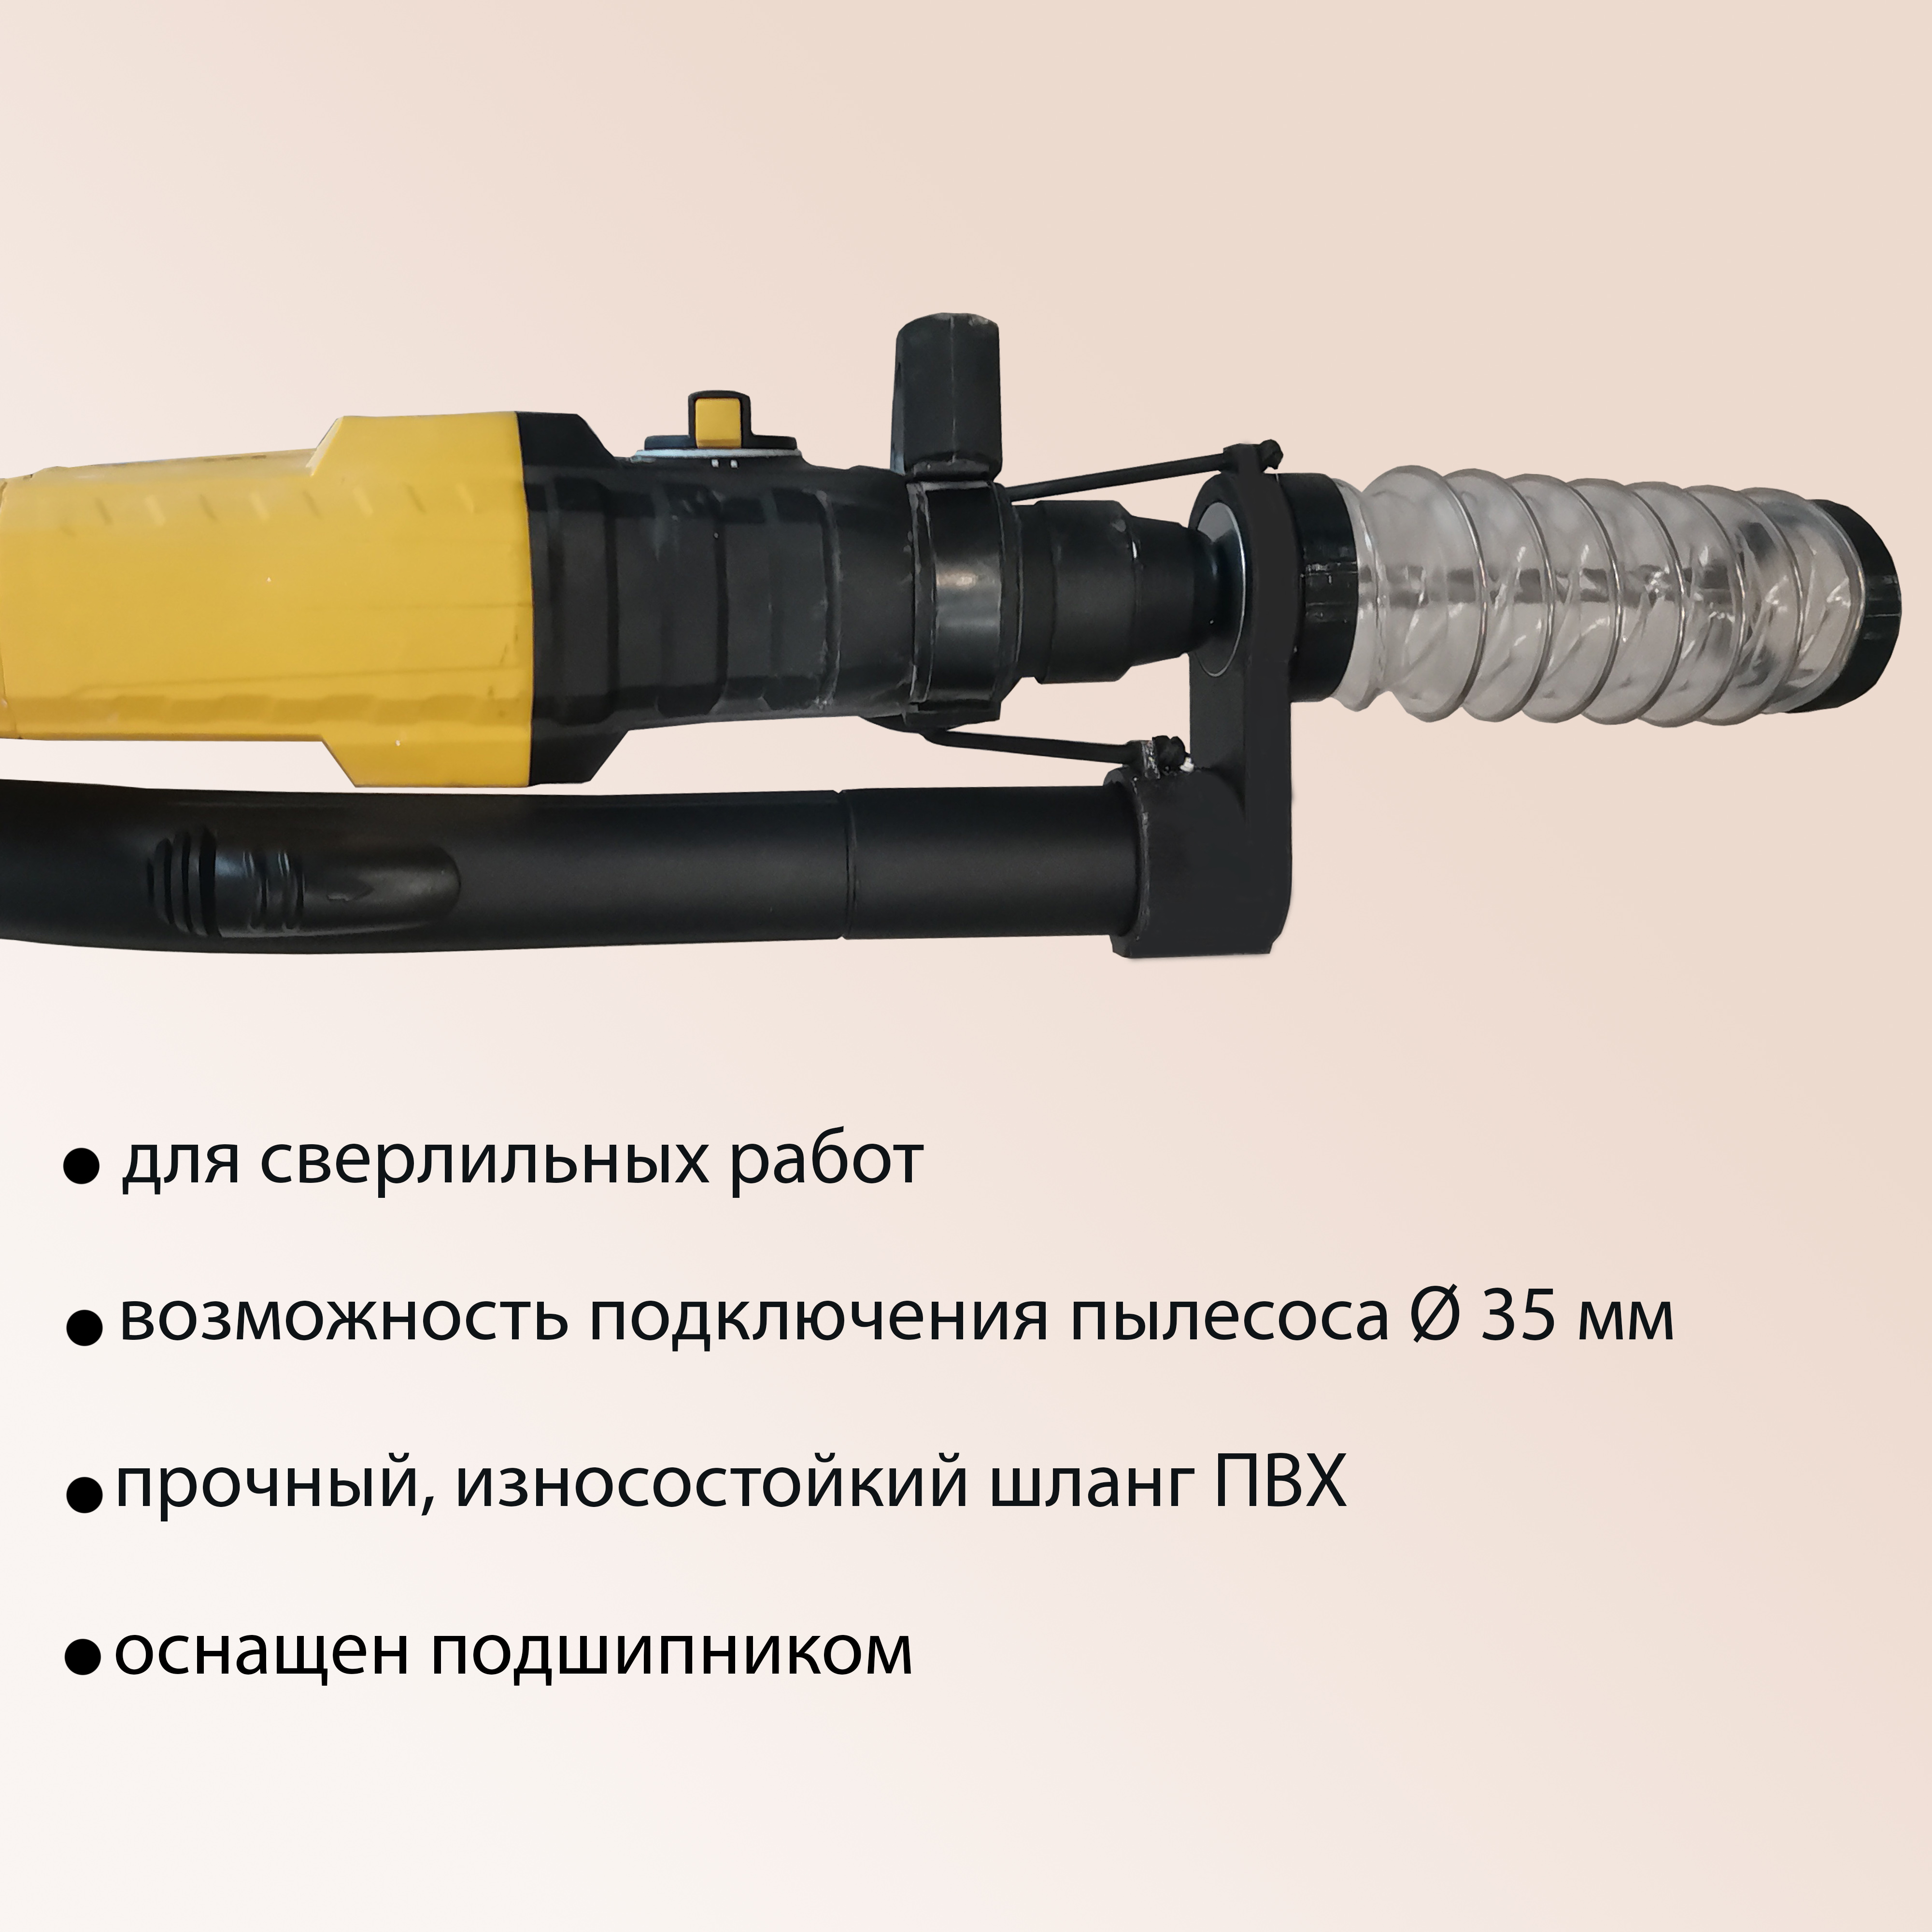 ● для сверлильных работ
● возможность подключения пылесоса Ø 35 мм
● прочный, износостойкий шланг ПВХ
● оснащен подшипником